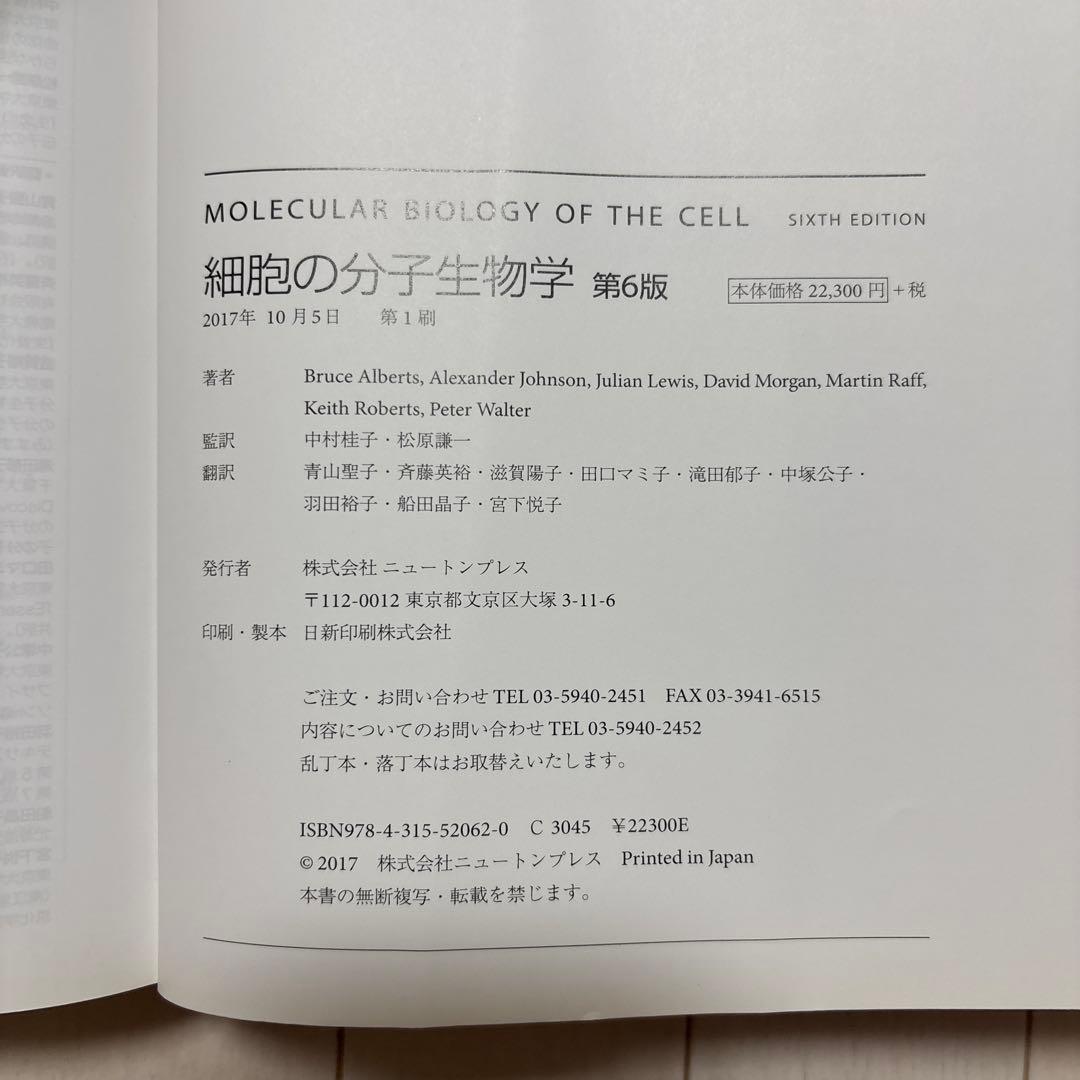 MOLECULAR BIOLOGY OF THE CELL SIXTH EDITION
細胞の分子生物学 第6版 本体価格 22,300 円 +税
2017年 10 月 5 日 第 1 刷
著者 Bruce Alberts, Alexander Johnson, Julian Lewis, David Morgan, Martin Raff,
Keith Roberts, Peter Walter
監訳 中村桂子・松原謙一
翻訳 青山聖子・斉藤英裕・滋賀陽子・田口マミ子・滝田郁子・中塚公子・
羽田裕子・船田晶子・宮下悦子
発行者 株式会社 ニュートンプレス
〒112-0012 東京都文京区大塚 3-11-6
印刷・製本 日新印刷株式会社
ご注文・お問い合わせ TEL 03-5940-2451 FAX 03-3941-6515
内容についてのお問い合わせ TEL 03-5940-2452
乱丁本・落丁本はお取替えいたします。
ISBN978-4-315-52062-0 C 3045 ¥22300E
© 2017 株式会社ニュートンプレス Printed in Japan
本書の無断複写・転載を禁じます。